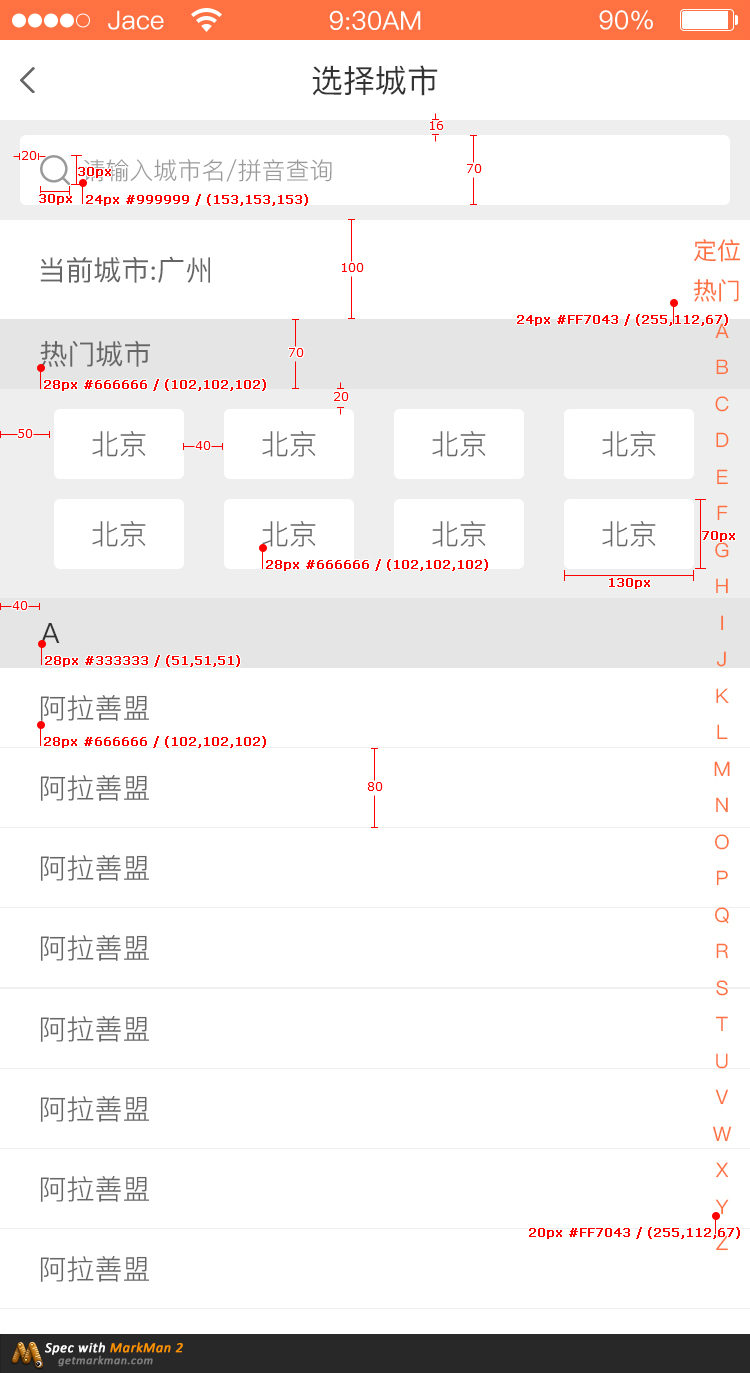 Jace 9:30AM 90%
选择城市
16
20 请输入城市名/拼音查询 30px 70
30px 24px #999999 / (153,153,153)
定位
当前城市:广州 100
热门
24px #FF7043 / (255,112,67)
A
热门城市 70
B
28px #666666 / (102,102,102)
20
C
50 北京 40 北京 北京 北京
D
E
F
北京 北京 北京 北京 70px
G
28px #666666 / (102,102,102)
130px
H
40
I
A
J
28px #333333 / (51,51,51)
K
阿拉善盟
L
28px #666666 / (102,102,102)
M
阿拉善盟 80
N
O
阿拉善盟
P
Q
阿拉善盟
R
S
阿拉善盟
T
U
阿拉善盟
V
W
X
阿拉善盟
Y
20px #FF7043 / (255,112,67)
Z
阿拉善盟
Spec with MarkMan 2
getmarkman.com